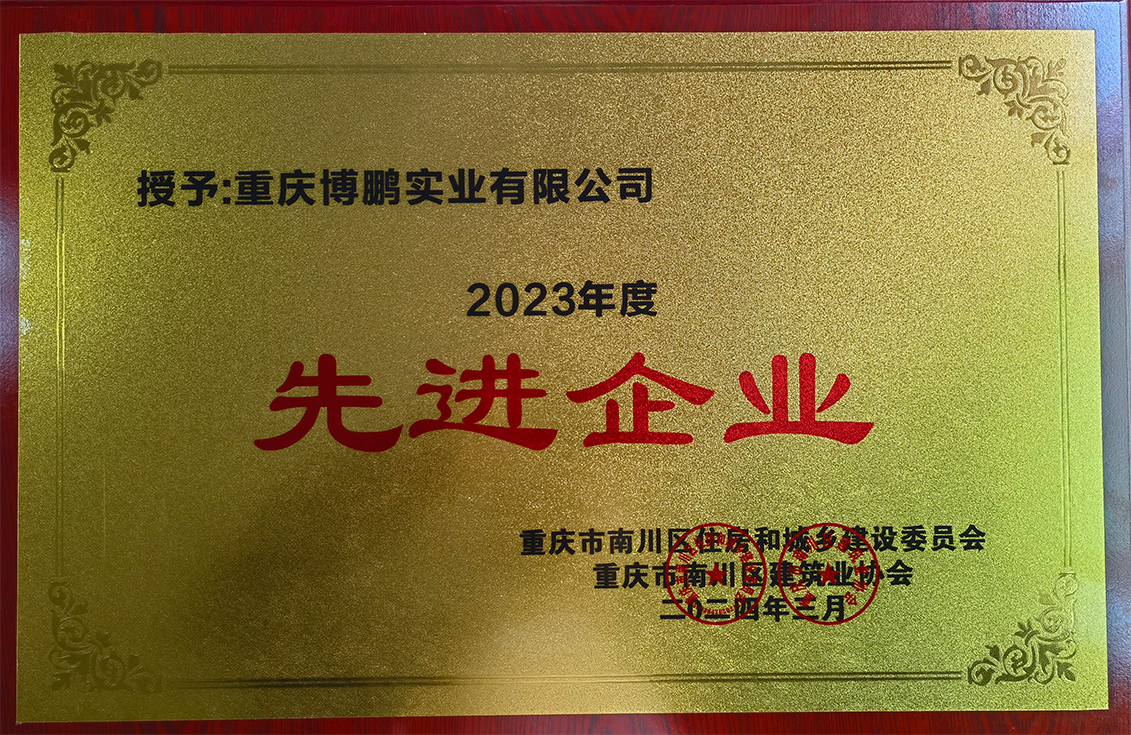 授予:重庆博鹏实业有限公司
2023年度
先进企业
重庆市南川区住房和城乡建设委员会
重庆市南川区建筑业协会
二0二四年三月